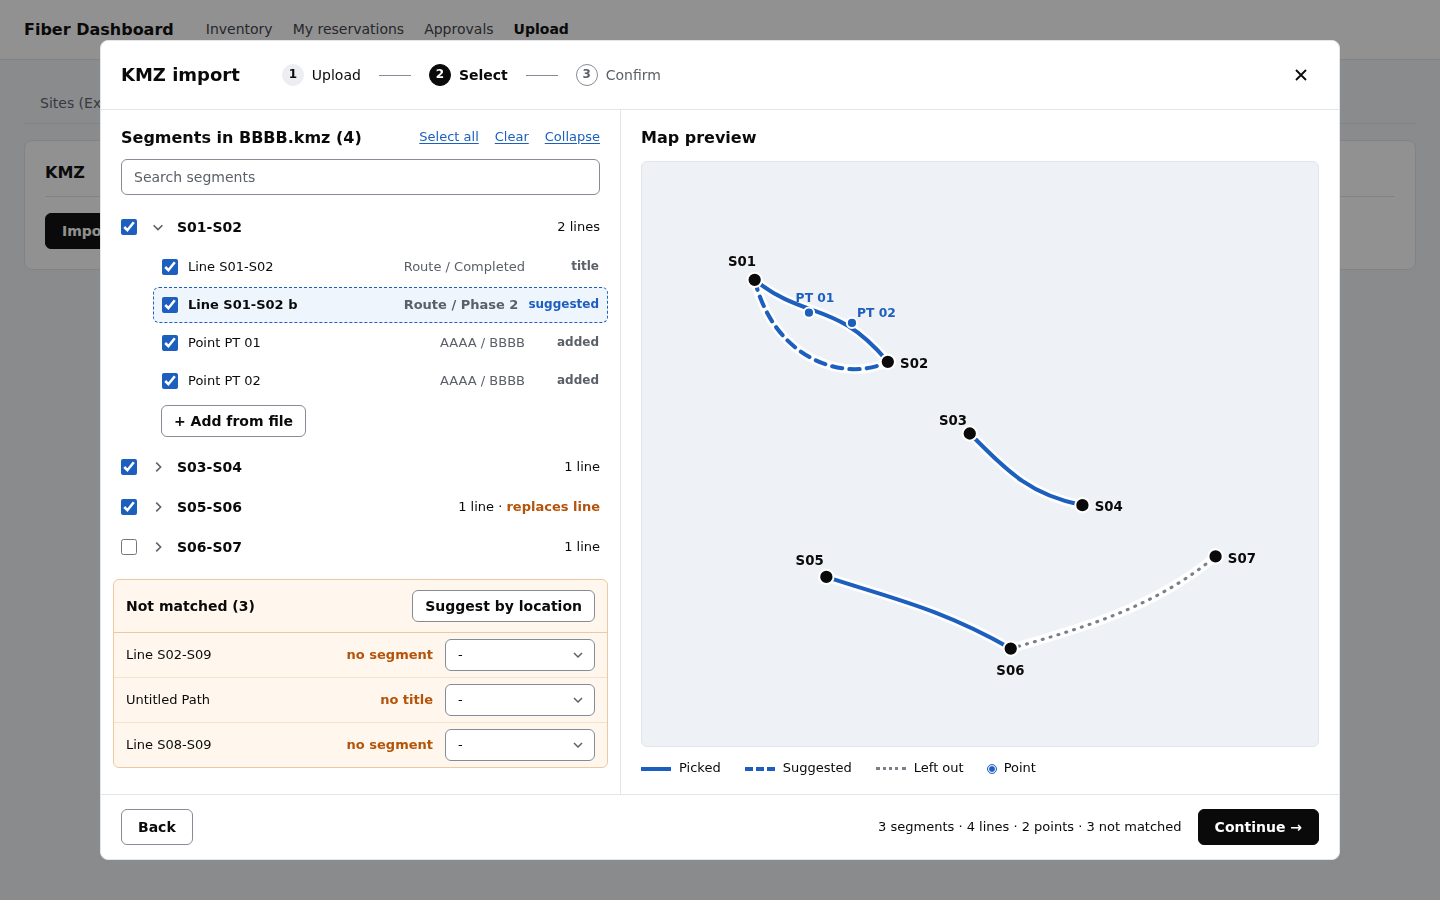 Fiber Dashboard Inventory My reservations Approvals Upload
KMZ import 1 Upload 2 Select 3 Confirm ✕
Sites (Ex
KMZ
Impo
Segments in BBBB.kmz (4) Select all Clear Collapse
Search segments
S01-S02 2 lines
Line S01-S02 Route / Completed title
Line S01-S02 b Route / Phase 2 suggested
Point PT 01 AAAA / BBBB added
Point PT 02 AAAA / BBBB added
+ Add from file
S03-S04 1 line
S05-S06 1 line · replaces line
S06-S07 1 line
Not matched (3) Suggest by location
Line S02-S09 no segment -
Untitled Path no title -
Line S08-S09 no segment -
Map preview
S01
PT 01
PT 02
S02
S03
S04
S05
S07
S06
Picked Suggested Left out Point
Back 3 segments · 4 lines · 2 points · 3 not matched Continue →